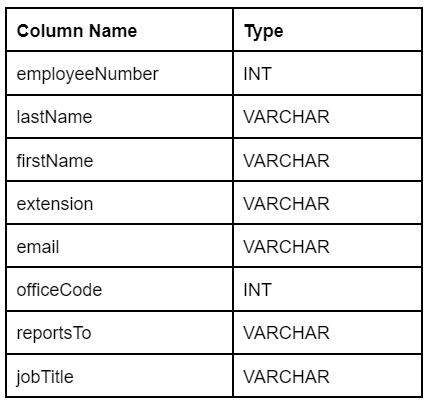 Column Name Type
employeeNumber INT
lastName VARCHAR
firstName VARCHAR
extension VARCHAR
email VARCHAR
officeCode INT
reportsTo VARCHAR
jobTitle VARCHAR